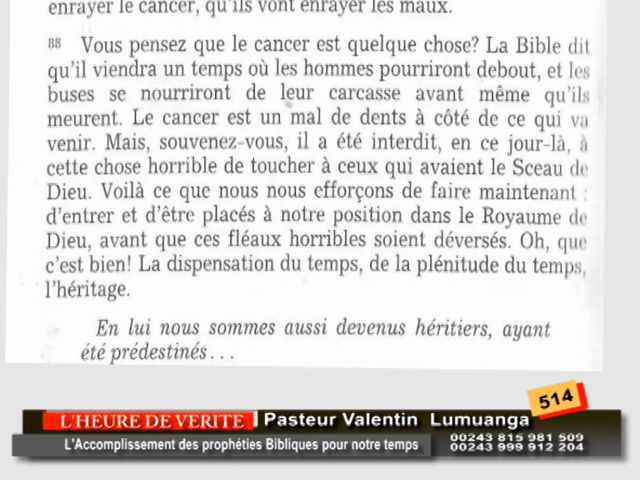 enrayer le cancer, qu'ils vont enrayer les maux.
88 Vous pensez que le cancer est quelque chose? La Bible dit
qu'il viendra un temps où les hommes pourriront debout, et les
buses se nourriront de leur carcasse avant même qu'ils
meurent. Le cancer est un mal de dents à côté de ce qui va
venir. Mais, souvenez-vous, il a été interdit, en ce jour-là, à
cette chose horrible de toucher à ceux qui avaient le Sceau de
Dieu. Voilà ce que nous nous efforçons de faire maintenant :
d'entrer et d'être placés à notre position dans le Royaume de
Dieu, avant que ces fléaux horribles soient déversés. Oh, que
c'est bien! La dispensation du temps, de la plénitude du temps,
l'héritage.
En lui nous sommes aussi devenus héritiers, ayant
été prédestinés . . .
514
L'HEURE DE VERITE Pasteur Valentin Lumuanga
L'Accomplissement des prophéties Bibliques pour notre temps
00243 815 981 509
00243 999 912 204